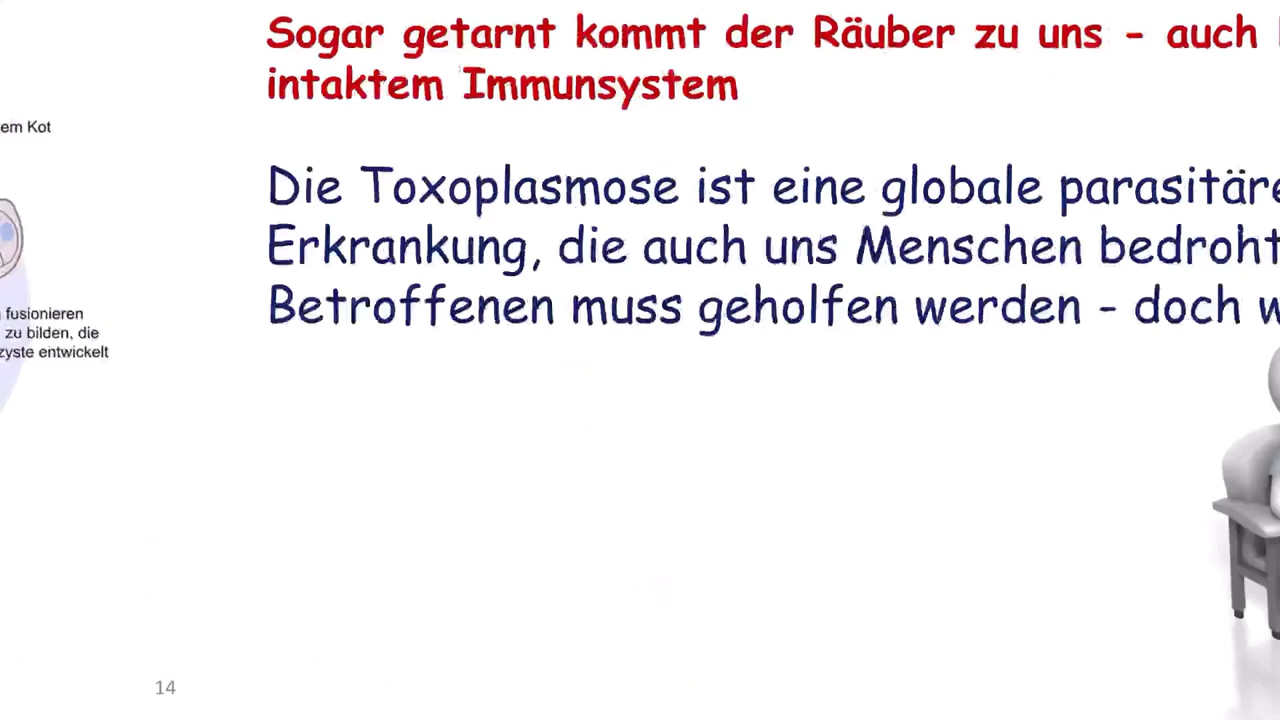 Sogar getarnt kommt der Räuber zu uns - auch
intaktem Immunsystem
em Kot
Die Toxoplasmose ist eine globale parasitäre
Erkrankung, die auch uns Menschen bedroht
Betroffenen muss geholfen werden - doch
fusionieren
zu bilden, die
zyste entwickelt
14